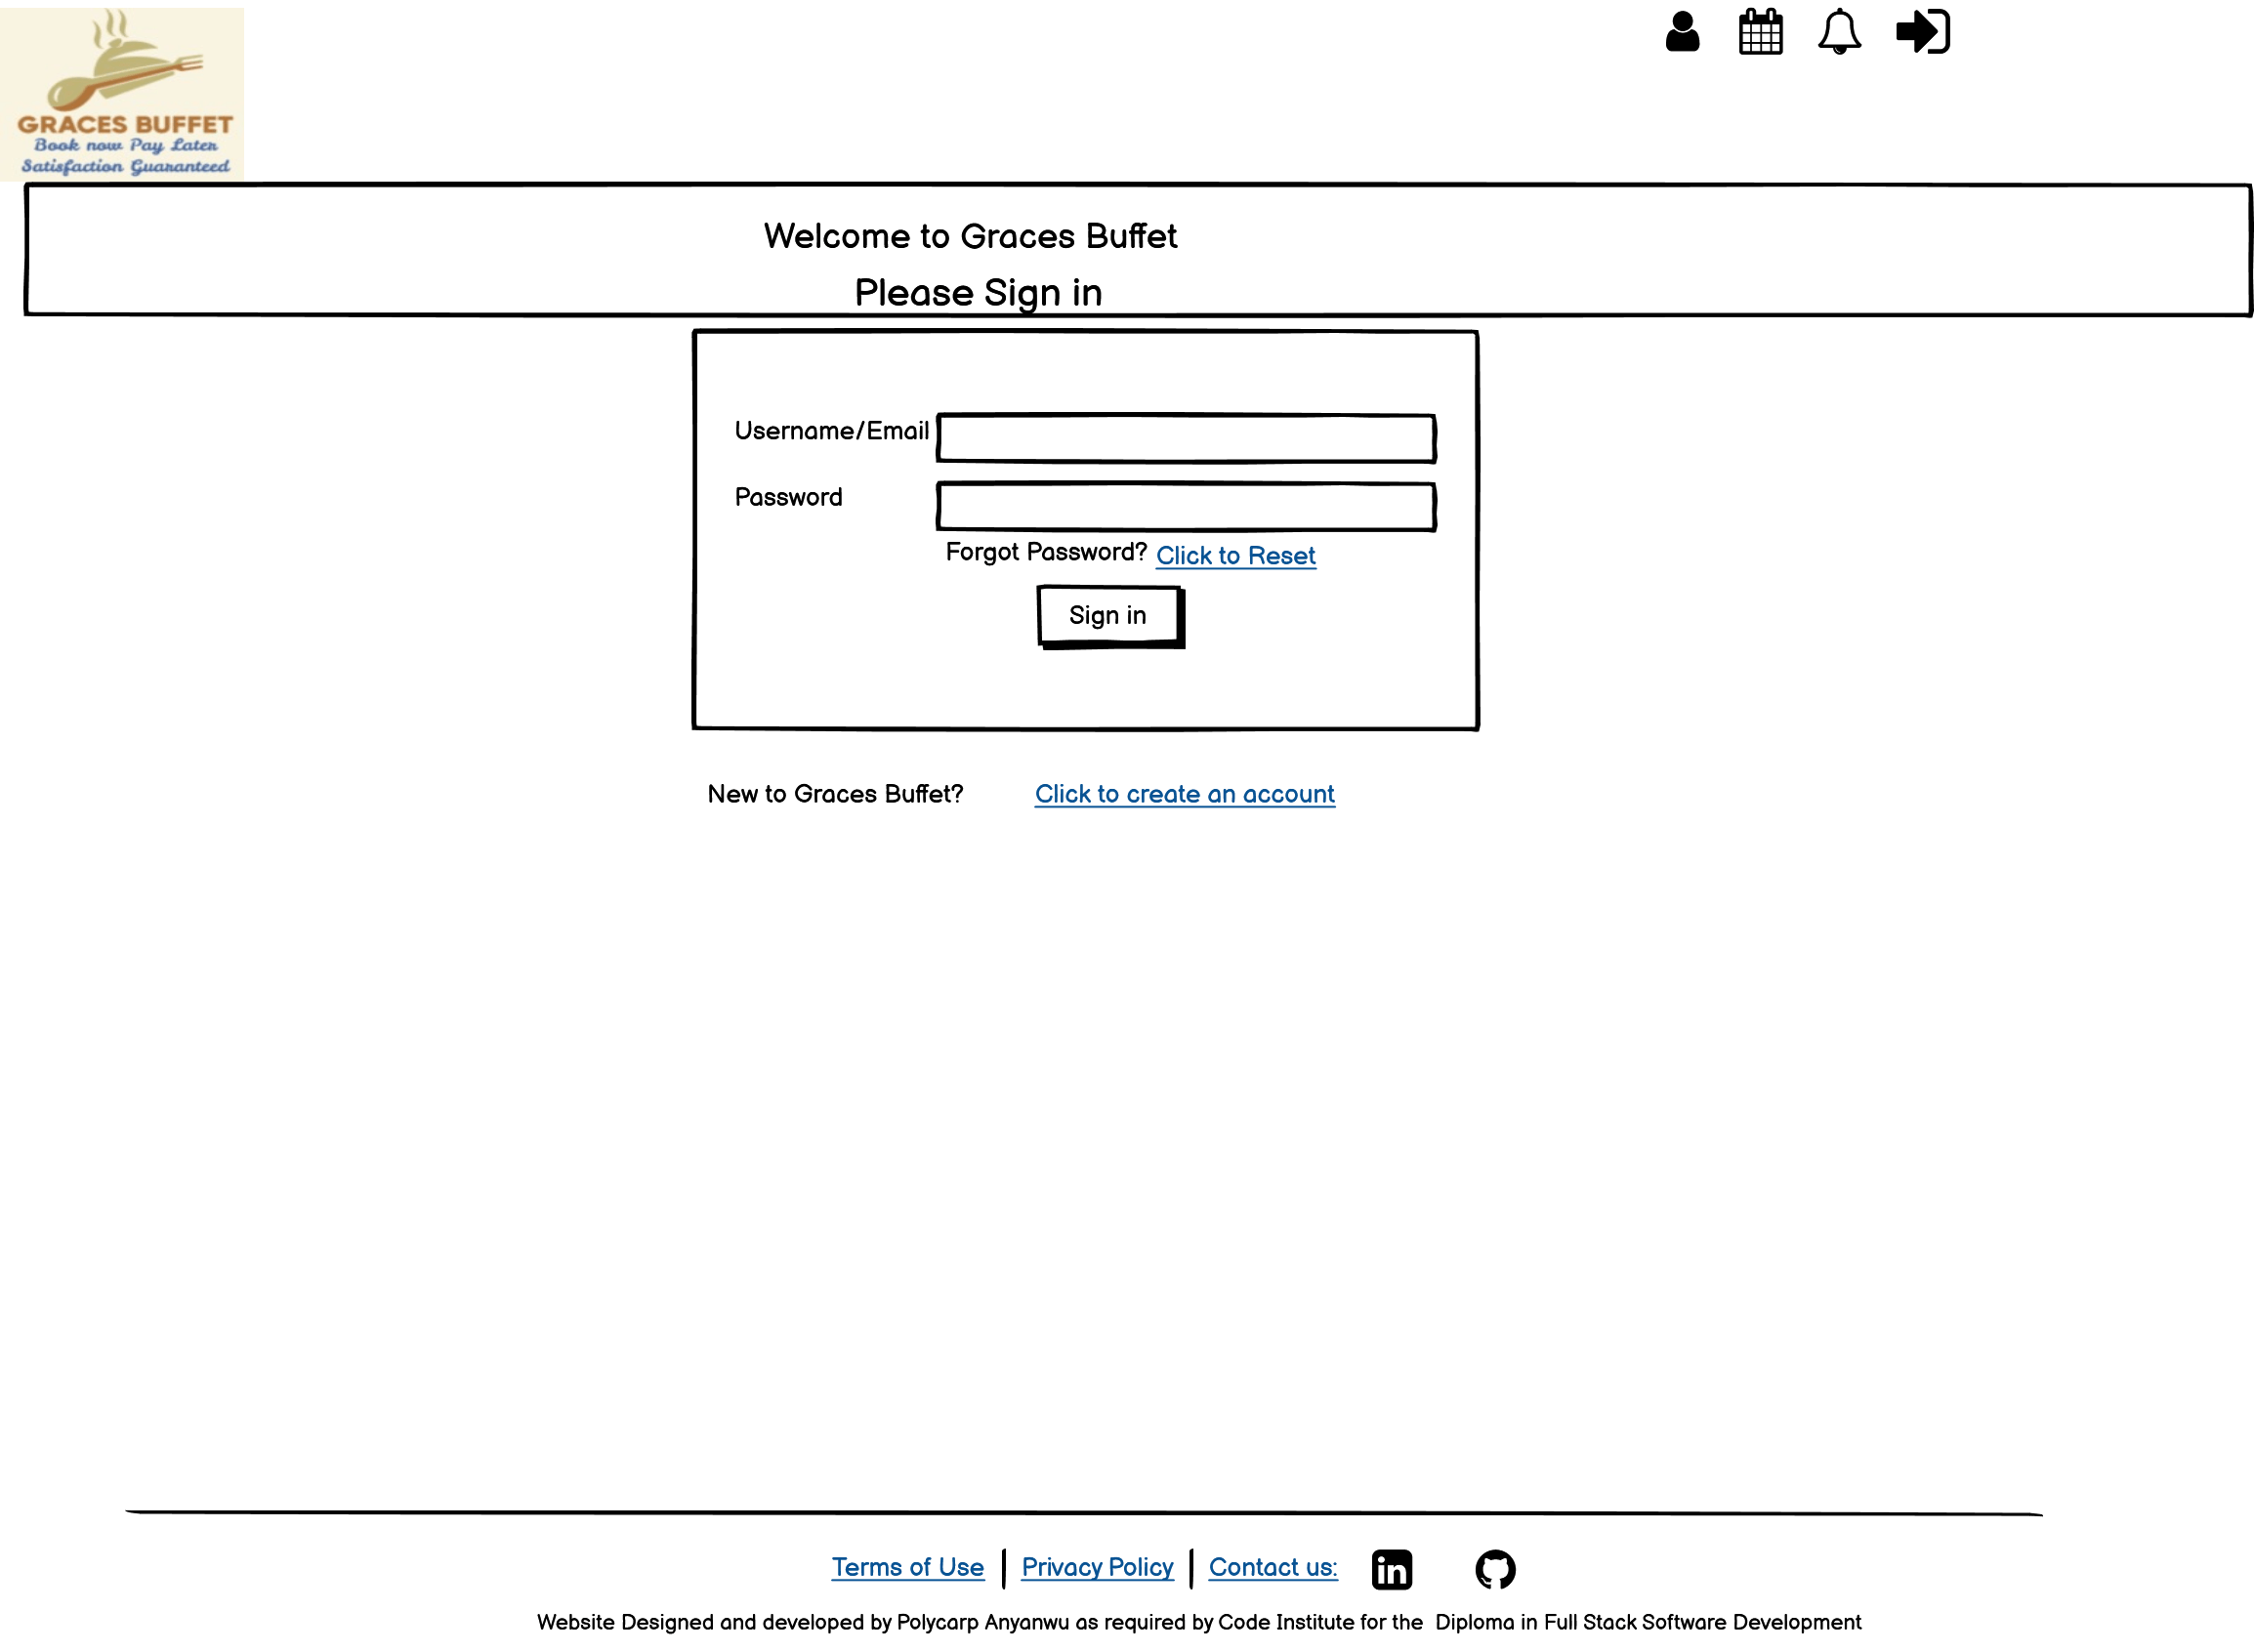 GRACES BUFFET
Book now Pay Later
Satisfaction Guaranteed
Welcome to Graces Buffet
Please Sign in
Username/Email
Password
Forgot Password? Click to Reset
Sign in
New to Graces Buffet? Click to create an account
Terms of Use | Privacy Policy | Contact us: in
Website Designed and developed by Polycarp Anyanwu as required by Code Institute for the Diploma in Full Stack Software Development